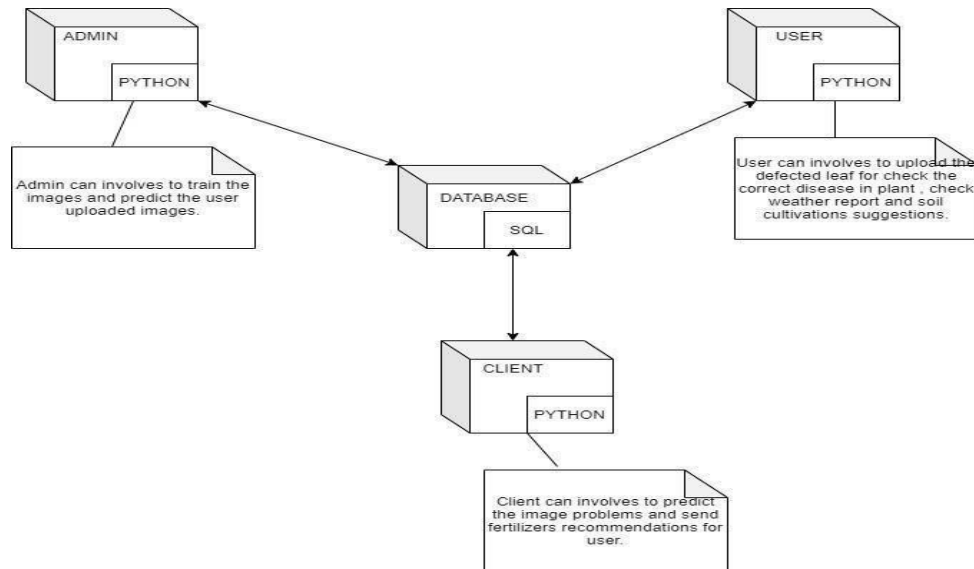 ADMIN
PYTHON
USER
PYTHON
Admin can involves to train the
images and predict the user
uploaded images.
User can involves to upload the
defected leaf for check the
correct disease in plant , check
weather report and soil
cultivations suggestions.
DATABASE
SQL
CLIENT
PYTHON
Client can involves to predict
the image problems and send
fertilizers recommendations for
user.